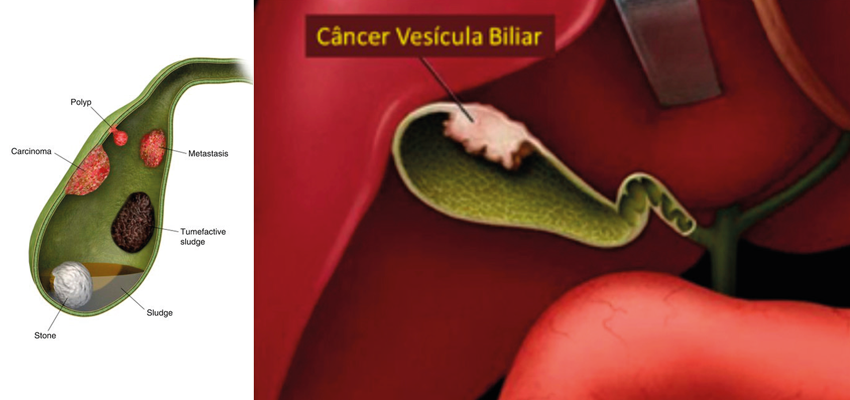 Câncer Vesícula Biliar
Polyp
Carcinoma
Metastasis
Tumefactive
sludge
Sludge
Stone